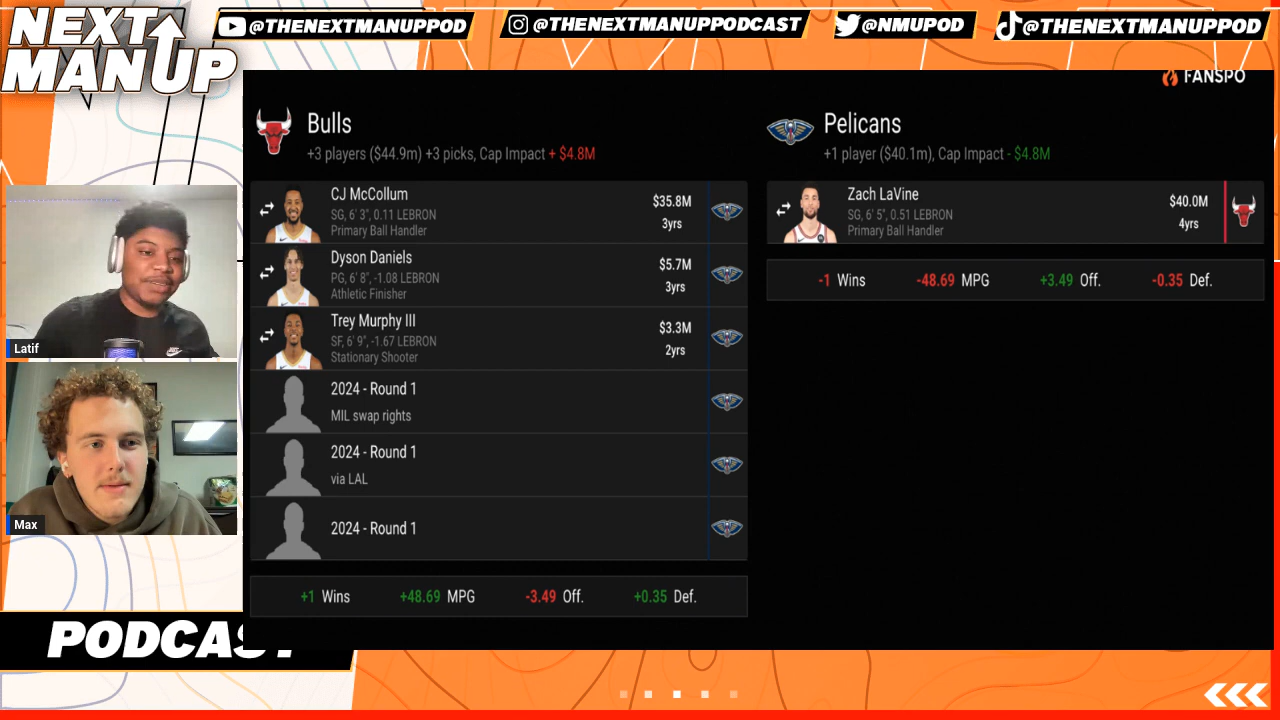 NEXT
MAN UP
@THENEXTMANUPPOD
@THENEXTMANUPPODCAST
@NMUPOD
@THENEXTMANUPPOD
FANSPO
Bulls
+3 players ($44.9m) +3 picks, Cap Impact + $4.8M
CJ McCollum
SG, 6' 3", 0.11 LEBRON
Primary Ball Handler
$35.8M
3yrs
Dyson Daniels
PG, 6' 8", -1.08 LEBRON
Athletic Finisher
$5.7M
3yrs
Trey Murphy III
SF, 6' 9", -1.67 LEBRON
Stationary Shooter
$3.3M
2yrs
2024 - Round 1
MIL swap rights
2024 - Round 1
via LAL
2024 - Round 1
+1 Wins +48.69 MPG -3.49 Off. +0.35 Def.
Pelicans
+1 player ($40.1m), Cap Impact - $4.8M
Zach LaVine
SG, 6' 5", 0.51 LEBRON
Primary Ball Handler
$40.0M
4yrs
-1 Wins -48.69 MPG +3.49 Off. -0.35 Def.
Latif
Max
PODCAST